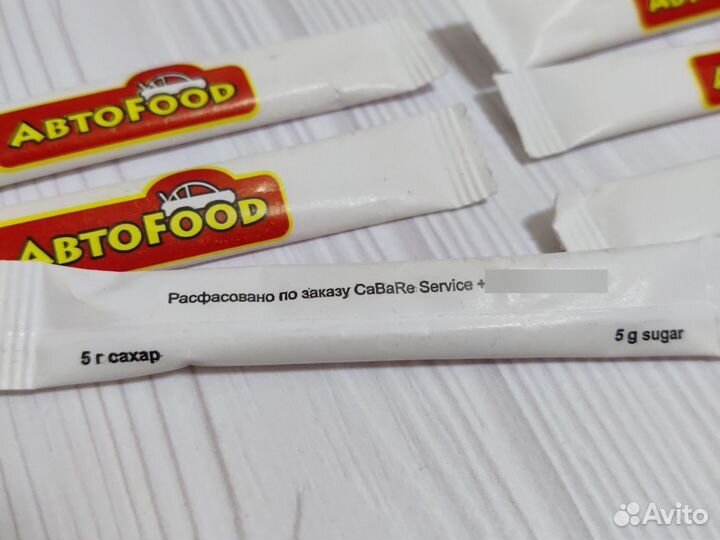 АВТОFOOD
АВТОFOOD
Расфасовано по заказу CaBaRe Service +
5 г сахар
5 g sugar
Avito